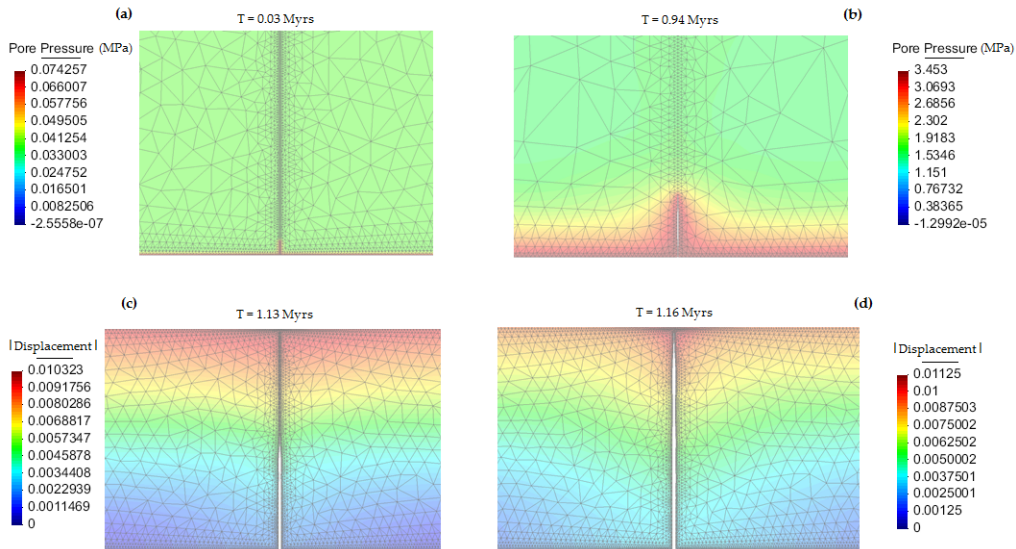 (a)
T = 0.03 Myrs
Pore Pressure (MPa)
0.074257
0.066007
0.057756
0.049505
0.041254
0.033003
0.024752
0.016501
0.0082506
-2.5558e-07
T = 0.94 Myrs
(b)
Pore Pressure (MPa)
3.453
3.0693
2.6856
2.302
1.9183
1.5346
1.151
0.76732
0.38365
-1.2992e-05
(c)
T = 1.13 Myrs
|Displacement|
0.010323
0.0091756
0.0080286
0.0068817
0.0057347
0.0045878
0.0034408
0.0022939
0.0011469
0
(d)
T = 1.16 Myrs
|Displacement|
0.01125
0.01
0.0087503
0.0075002
0.0062502
0.0050002
0.0037501
0.0025001
0.00125
0